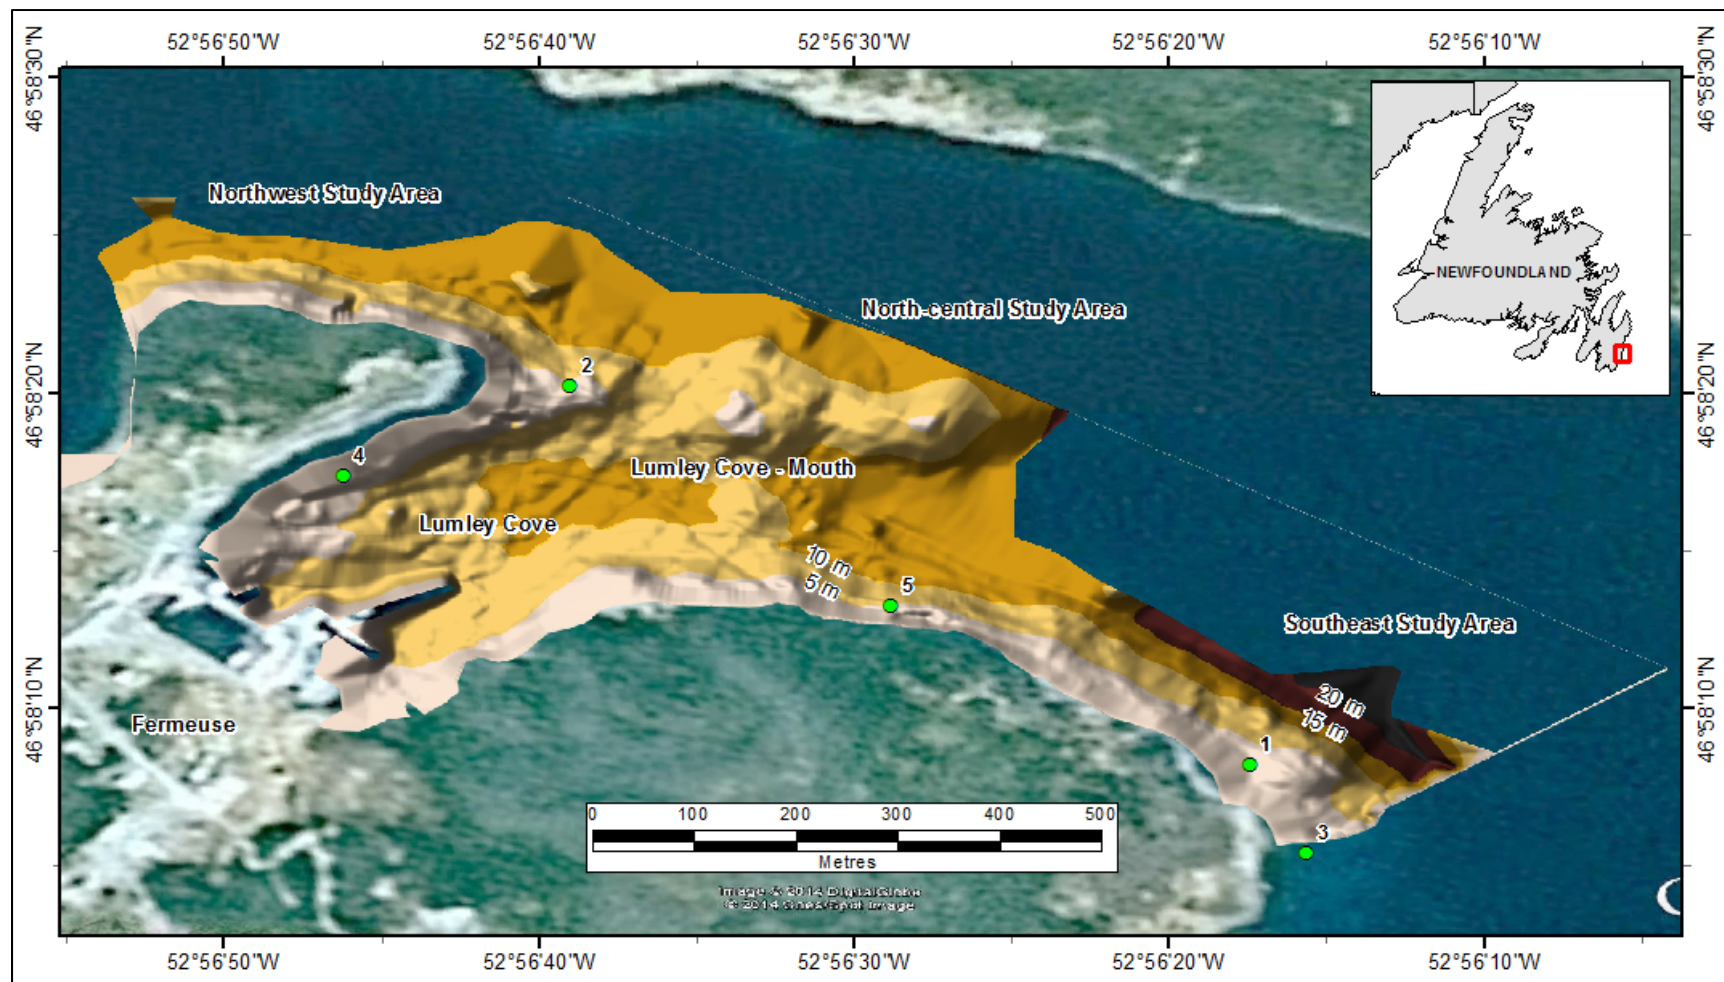 52°56'50"W 52°56'40"W 52°56'30"W 52°56'20"W 52°56'10"W
46°58'30"N 46°58'30"N
NEWFOUNDLAND
Northwest Study Area
North-central Study Area
2
46°58'20"N 46°58'20"N
4
Lumley Cove - Mouth
Lumley Cove
10 m
5 m
5
Southeast Study Area
20 m
15 m
46°58'10"N 46°58'10"N
Fermeuse
1
0 100 200 300 400 500
Metres
3
Image © 2014 DigitalGlobe
© 2014 Cnes/Spot Image
52°56'50"W 52°56'40"W 52°56'30"W 52°56'20"W 52°56'10"W